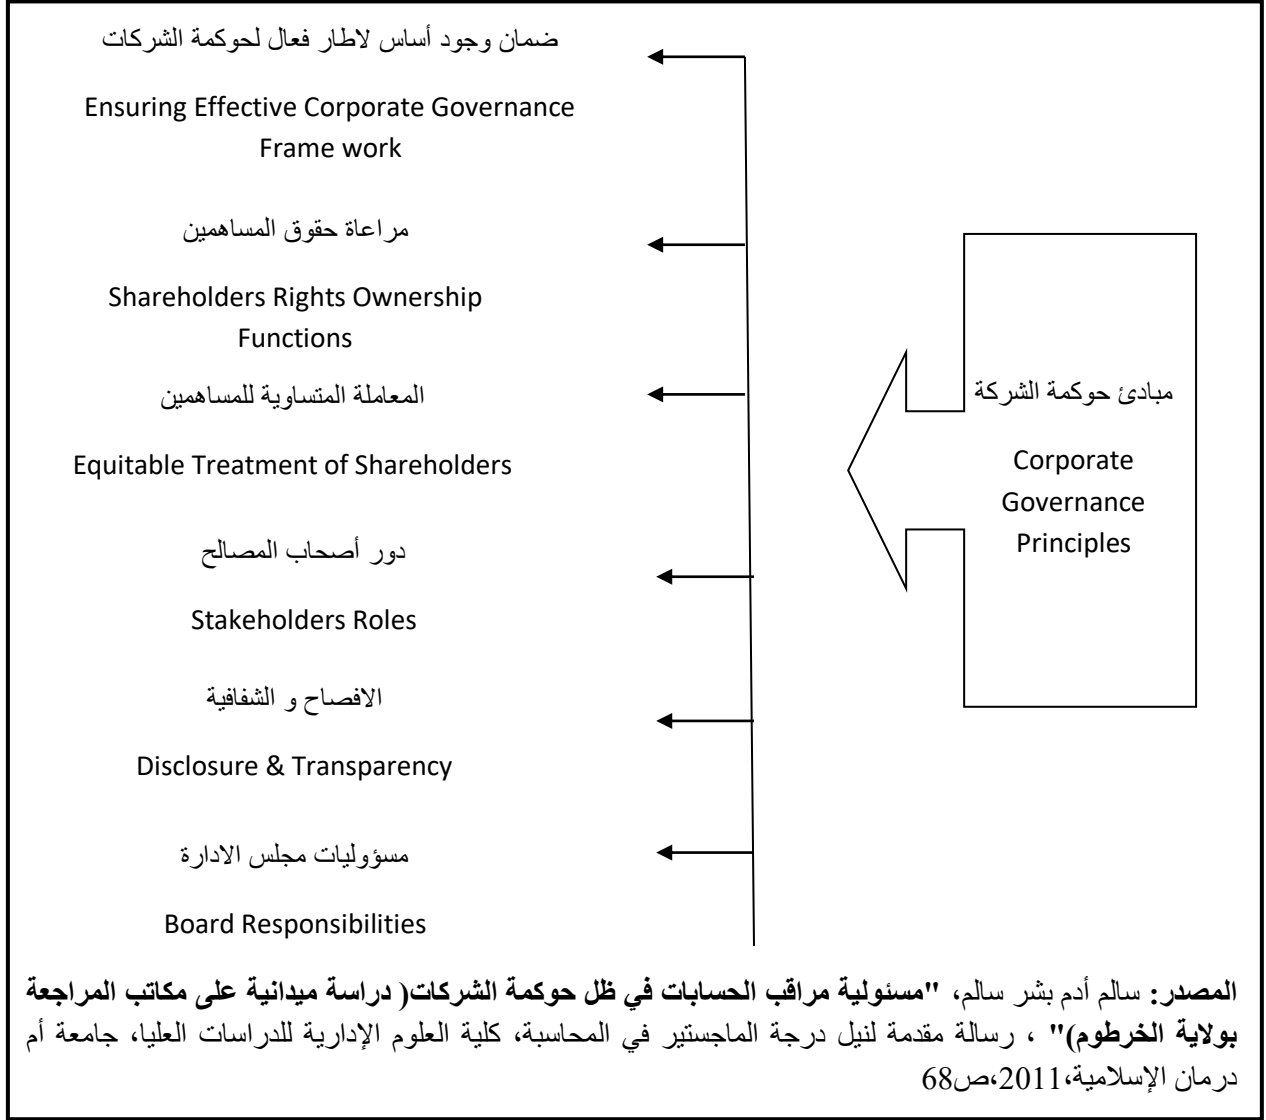 ضمان وجود أساس لاطار فعال لحوكمة الشركات
Ensuring Effective Corporate Governance
Frame work
مراعاة حقوق المساهمين
Shareholders Rights Ownership
Functions
المعاملة المتساوية للمساهمين
Equitable Treatment of Shareholders
دور أصحاب المصالح
Stakeholders Roles
الافصاح و الشفافية
Disclosure & Transparency
مسؤوليات مجلس الادارة
Board Responsibilities
مبادئ حوكمة الشركة
Corporate
Governance
Principles
المصدر: سالم أدم بشر سالم، "مسئولية مراقب الحسابات في ظل حوكمة الشركات( دراسة ميدانية على مكاتب المراجعة
بولاية الخرطوم)" ، رسالة مقدمة لنيل درجة الماجستير في المحاسبة، كلية العلوم الإدارية للدراسات العليا، جامعة أم
درمان الإسلامية،2011،ص68